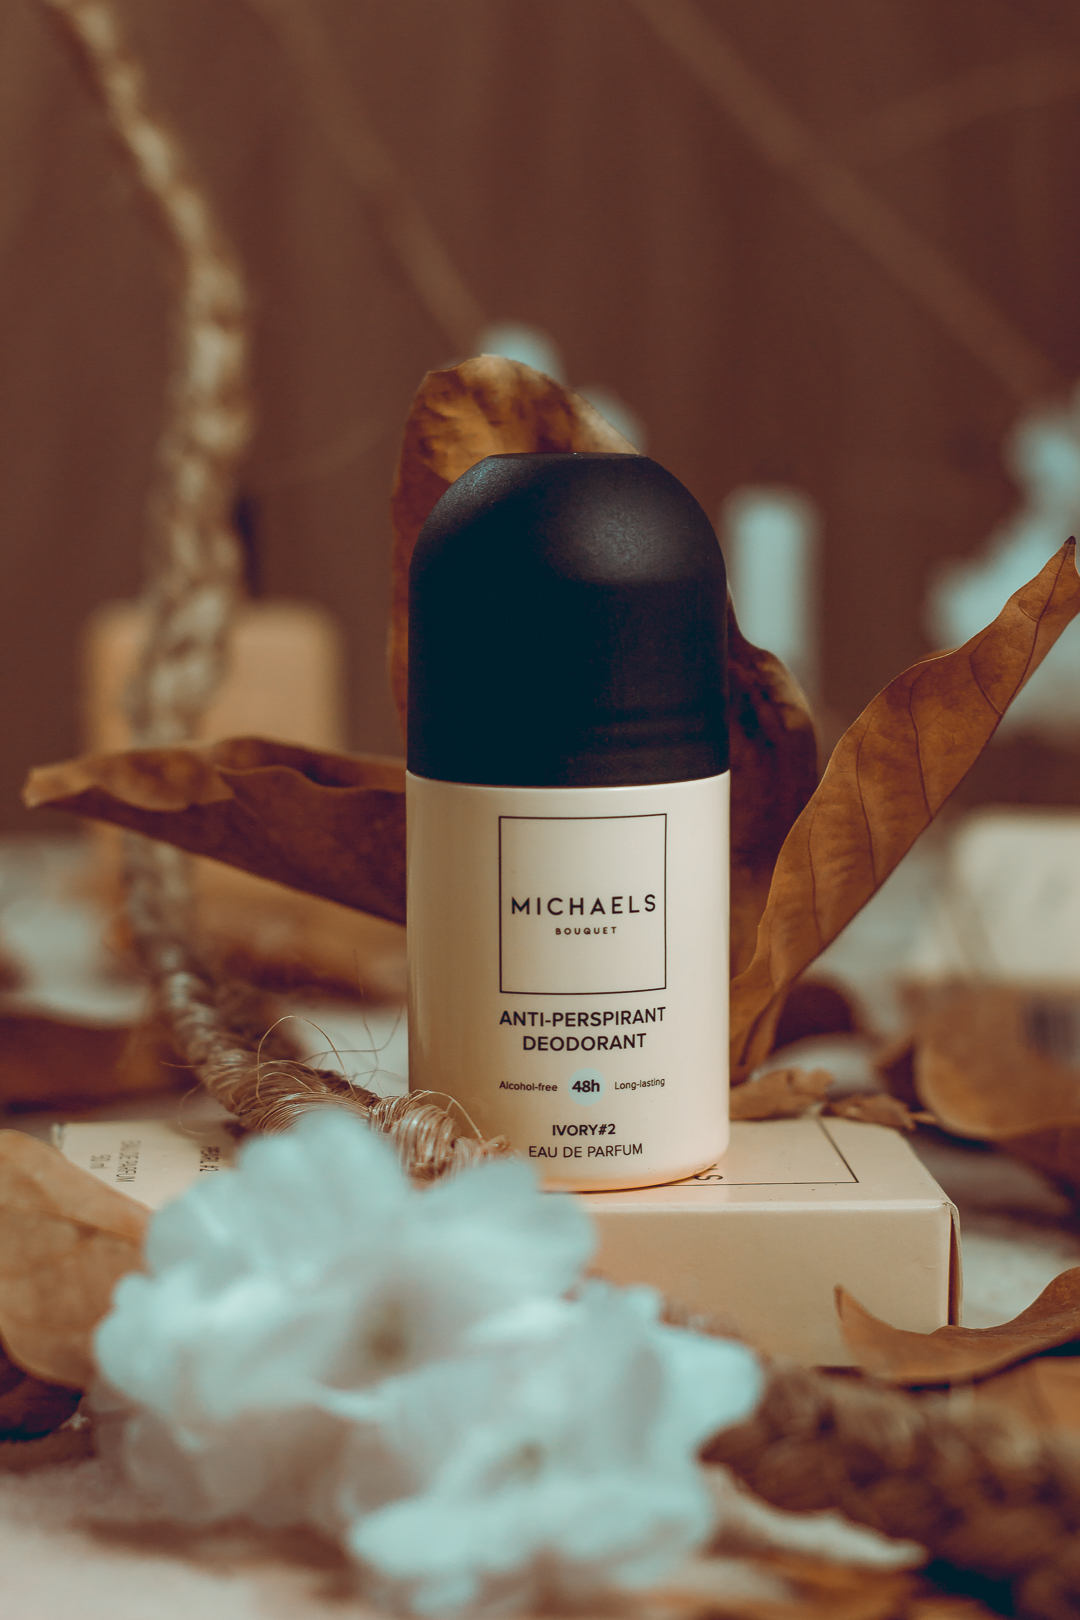 MICHAELS
BOUQUET
ANTI-PERSPIRANT
DEODORANT
Alcohol-free 48h Long-lasting
IVORY#2
EAU DE PARFUM